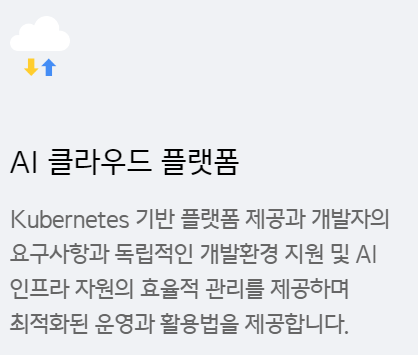 AI 클라우드 플랫폼
Kubernetes 기반 플랫폼 제공과 개발자의
요구사항과 독립적인 개발환경 지원 및 AI
인프라 자원의 효율적 관리를 제공하며
최적화된 운영과 활용법을 제공합니다.